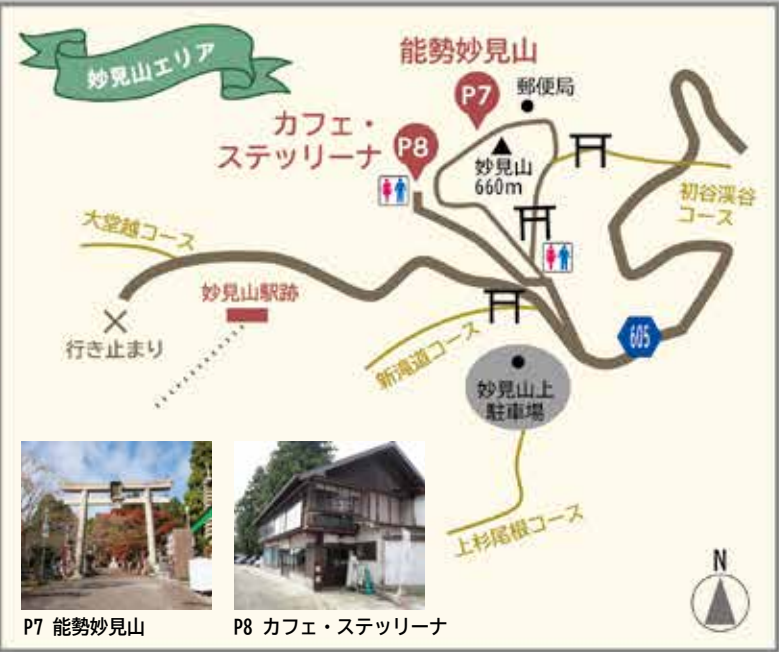 妙見山エリア
能勢妙見山
P7
郵便局
カフェ・
ステッリーナ
P8
妙見山
660m
初谷渓谷
コース
大堂越コース
妙見山駅跡
行き止まり
新滝道コース
605
妙見山上
駐車場
上杉尾根コース
N
P7 能勢妙見山
P8 カフェ・ステッリーナ